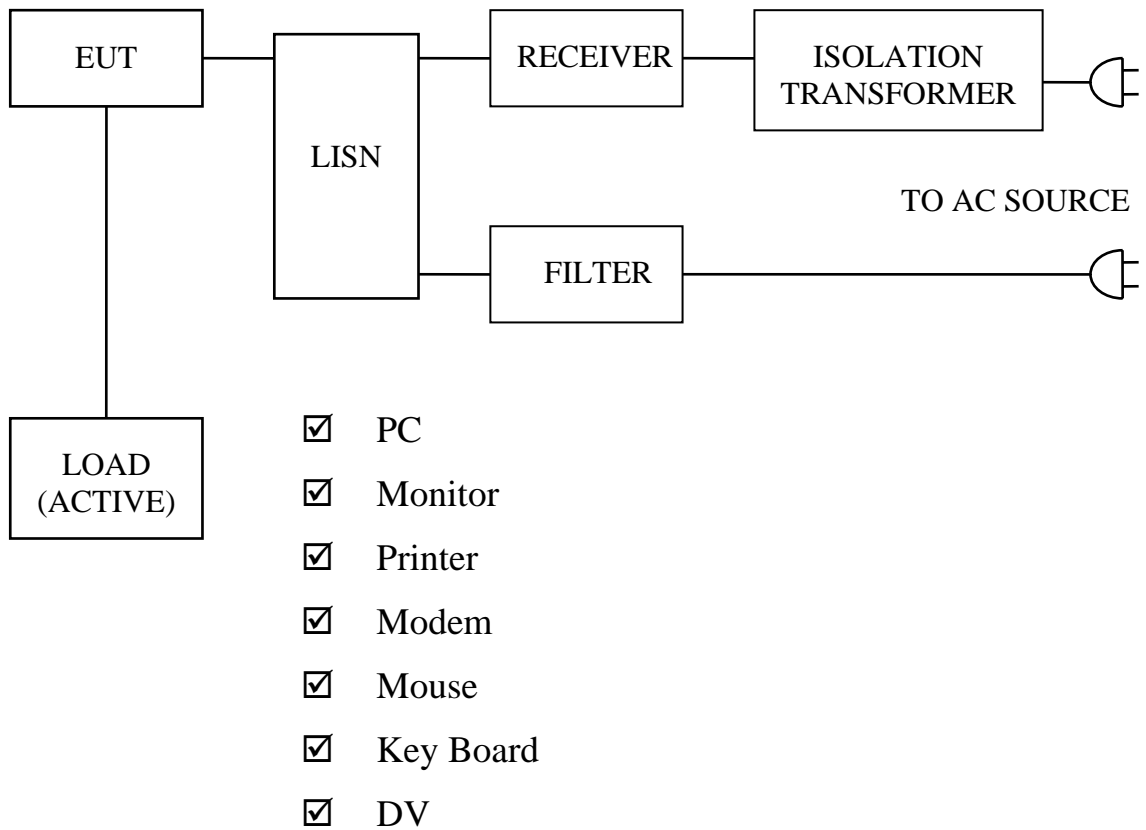 EUT
LISN
RECEIVER
ISOLATION
TRANSFORMER
TO AC SOURCE
FILTER
LOAD
(ACTIVE)
☑ PC
☑ Monitor
☑ Printer
☑ Modem
☑ Mouse
☑ Key Board
☑ DV